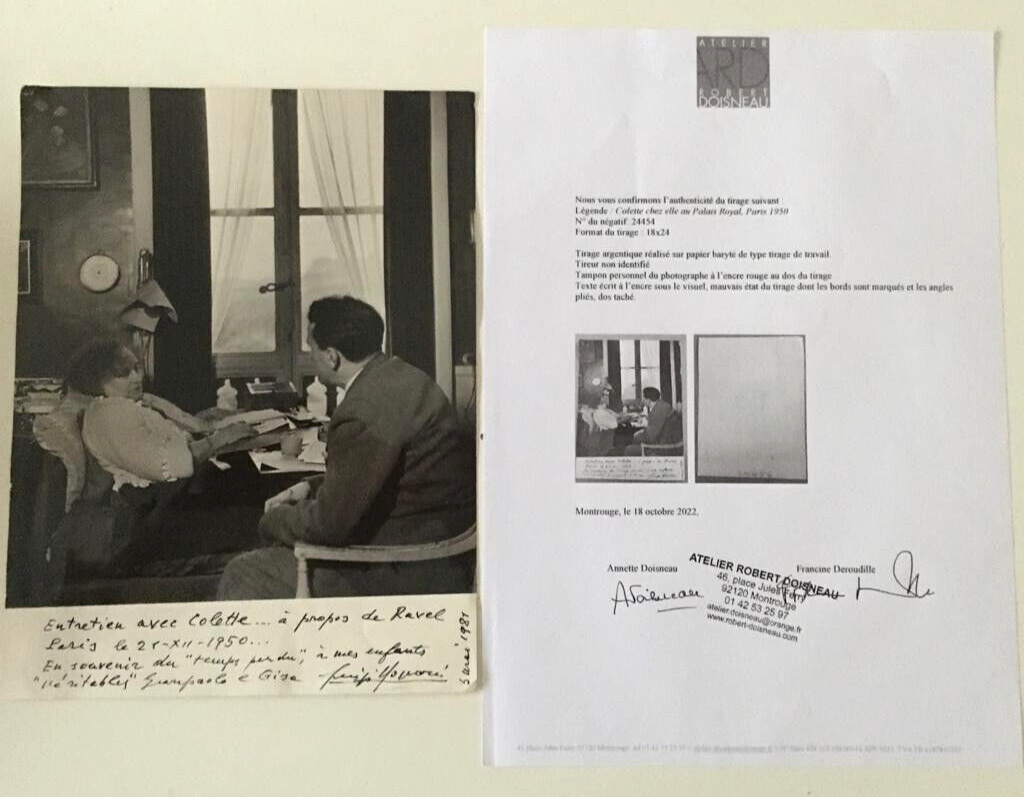 Entretien avec Colette... à propos de Ravel
Paris le 21-XII-1950...
En souvenir du "temps perdu", à mes enfants
"véritables" Gianpaolo e Gisa
1981
ATELIER
ARD
ROBERT
DOISNEAU
Nous vous confirmons l'authenticité du tirage suivant :
Légende : Colette chez elle au Palais Royal, Paris 1950
N° du négatif: 24454
Format du tirage : 18x24
Tirage argentique réalisé sur papier baryté de type tirage de travail
Tireur non identifié
Tampon personnel du photographe à l'encre rouge au dos du tirage
Texte écrit à l'encre sous le visuel, mauvais état du tirage dont les bords sont marqués et les angles
pliés, dos taché.
Montrouge, le 18 octobre 2022,
Annette Doisneau
Francine Deroudille
ADoisneau
ATELIER ROBERT DOISNEAU
46, place Jules Ferry
92120 Montrouge
01 42 53 25 97
atelier.doisneau@orange.fr
www.robert-doisneau.com